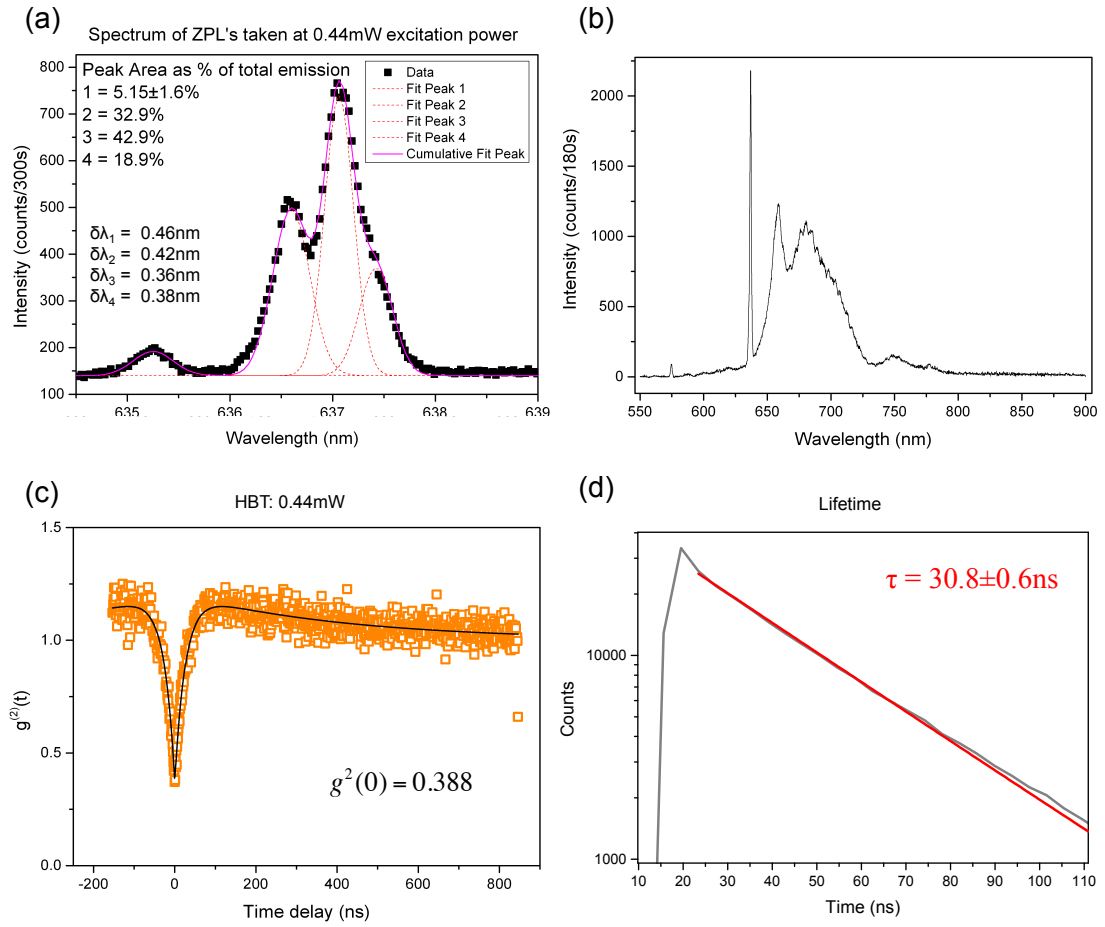 (a)
Spectrum of ZPL's taken at 0.44mW excitation power
Peak Area as % of total emission
1 = 5.15±1.6%
2 = 32.9%
3 = 42.9%
4 = 18.9%
δλ1 = 0.46nm
δλ2 = 0.42nm
δλ3 = 0.36nm
δλ4 = 0.38nm
Data
Fit Peak 1
Fit Peak 2
Fit Peak 3
Fit Peak 4
Cumulative Fit Peak
800
700
600
500
400
300
200
100
Intensity (counts/300s)
635
636
637
638
639
Wavelength (nm)
(b)
2000
1500
1000
500
0
Intensity (counts/180s)
550
600
650
700
750
800
850
900
Wavelength (nm)
(c)
HBT: 0.44mW
1.5
1.0
0.5
0.0
g(2)(t)
g2(0) = 0.388
-200
0
200
400
600
800
Time delay (ns)
(d)
Lifetime
τ = 30.8±0.6ns
10000
1000
Counts
10
20
30
40
50
60
70
80
90
100
110
Time (ns)